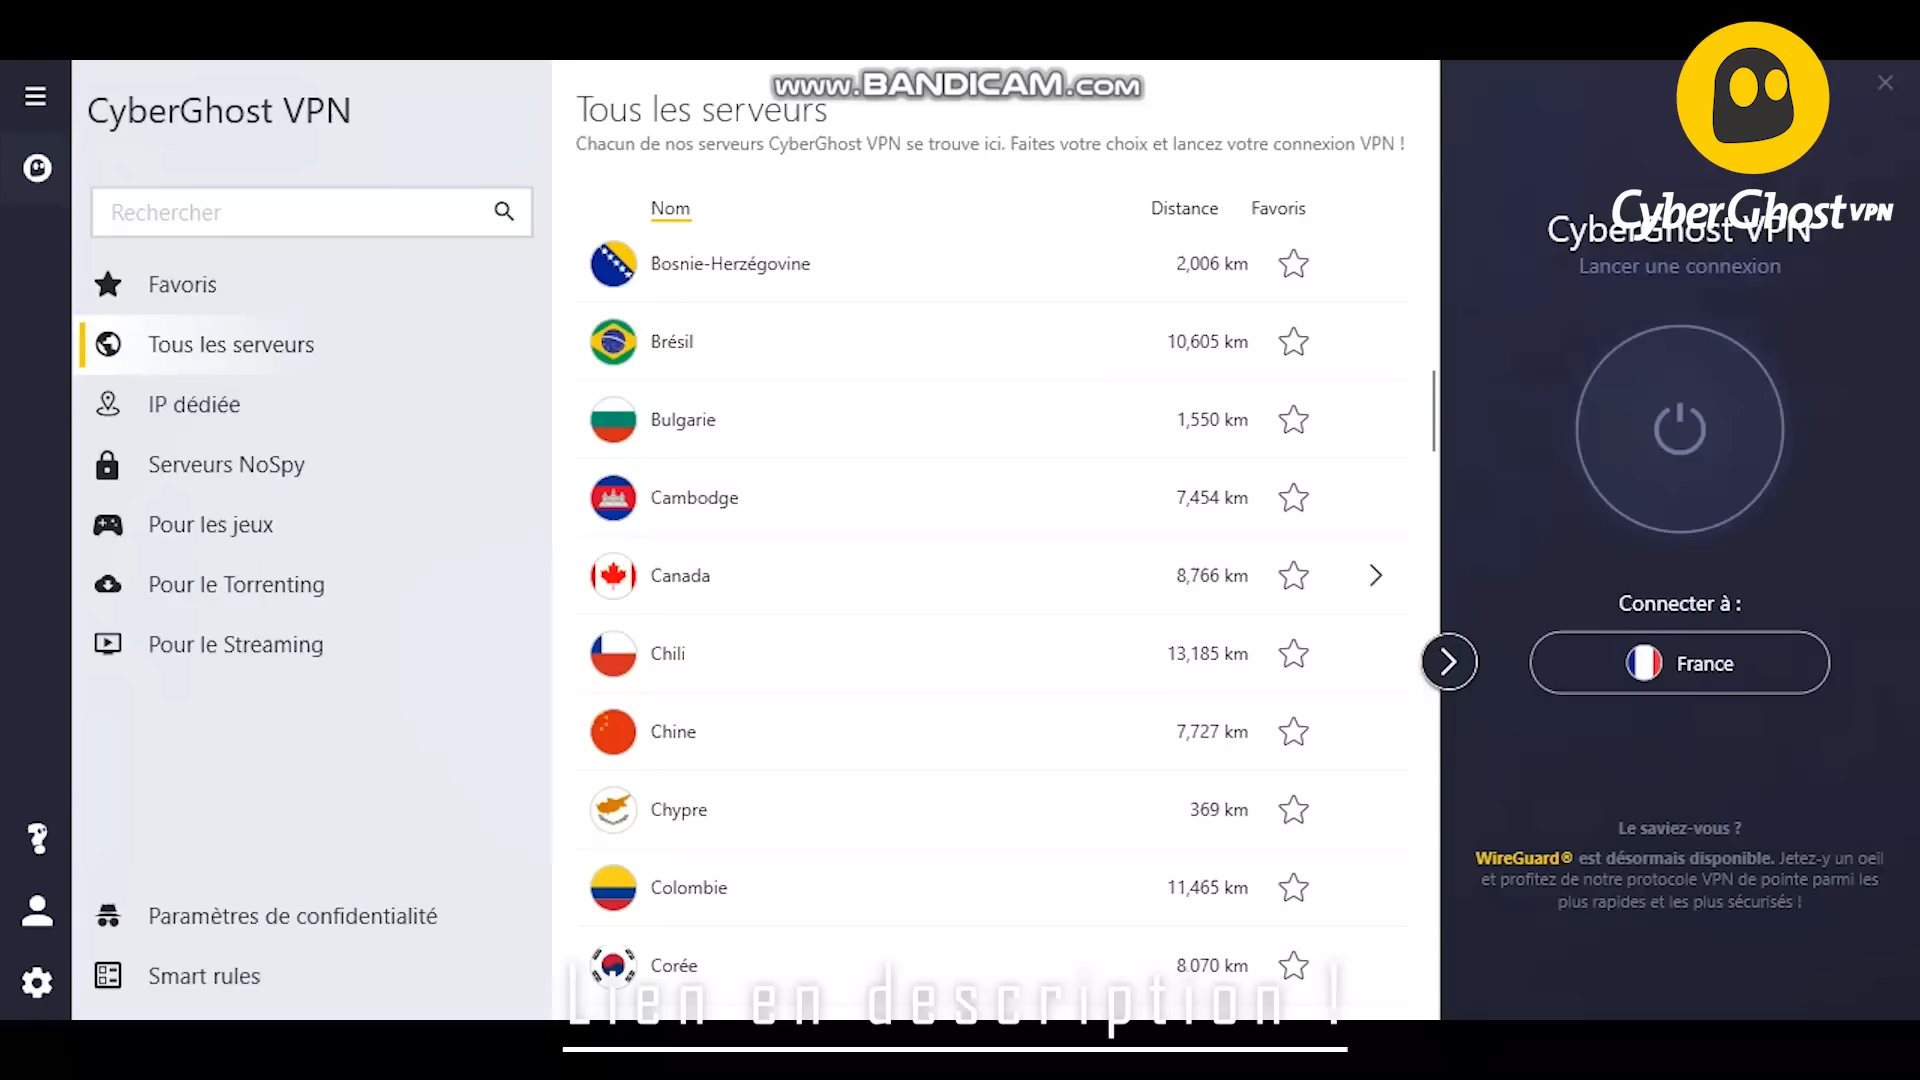 www.BANDICAM.com
CyberGhost VPN
Rechercher
Favoris
Tous les serveurs
IP dédiée
Serveurs NoSpy
Pour les jeux
Pour le Torrenting
Pour le Streaming
Paramètres de confidentialité
Smart rules
Tous les serveurs
Chacun de nos serveurs CyberGhost VPN se trouve ici. Faites votre choix et lancez votre connexion VPN !
Nom Distance Favoris
Bosnie-Herzégovine 2,006 km
Brésil 10,605 km
Bulgarie 1,550 km
Cambodge 7,454 km
Canada 8,766 km
Chili 13,185 km
Chine 7,727 km
Chypre 369 km
Colombie 11,465 km
Corée 8.070 km
Lien en description !
CyberGhost VPN
CyberGhost VPN
Lancer une connexion
Connecter à :
France
Le saviez-vous ?
WireGuard® est désormais disponible. Jetez-y un oeil
et profitez de notre protocole VPN de pointe parmi les
plus rapides et les plus sécurisés !